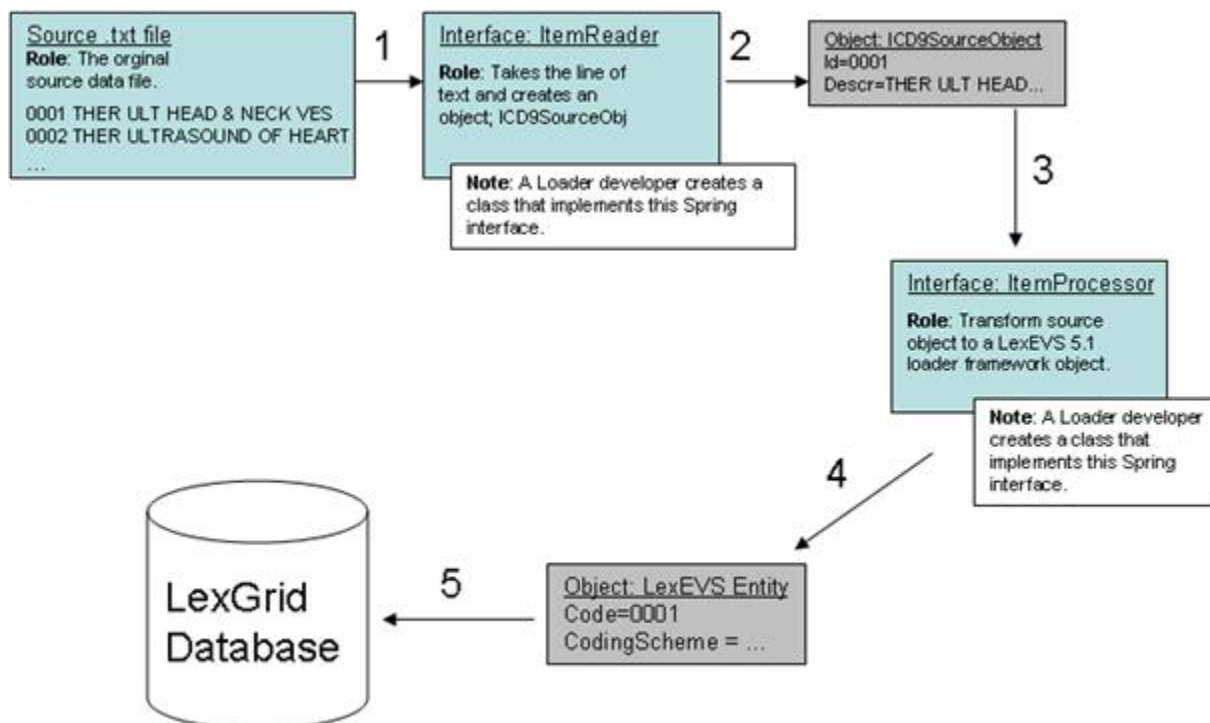 Source .txt file
Role: The orginal
source data file.
0001 THER ULT HEAD & NECK VES
0002 THER ULTRASOUND OF HEART
...
1
Interface: ItemReader
Role: Takes the line of
text and creates an
object; ICD9SourceObj
Note: A Loader developer creates a
class that implements this Spring
interface.
2
Object: ICD9SourceObject
Id=0001
Descr=THER ULT HEAD...
3
Interface: ItemProcessor
Role: Transform source
object to a LexEVS 5.1
loader framework object.
Note: A Loader developer
creates a class that
implements this Spring
interface.
4
Object: LexEVS Entity
Code=0001
CodingScheme = ...
5
LexGrid
Database